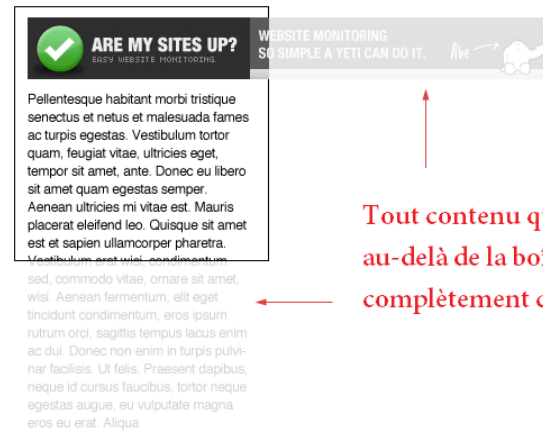 ARE MY SITES UP?
EASY WEBSITE MONITORING.
WEBSITE MONITORING
SO SIMPLE A YETI CAN DO IT.
Abc
Pellentesque habitant morbi tristique
senectus et netus et malesuada fames
ac turpis egestas. Vestibulum tortor
quam, feugiat vitae, ultricies eget,
tempor sit amet, ante. Donec eu libero
sit amet quam egestas semper.
Aenean ultricies mi vitae est. Mauris
placerat eleifend leo. Quisque sit amet
est et sapien ullamcorper pharetra.
Vestibulum erat wisi, condimentum
sed, commodo vitae, ornare sit amet,
wisi. Aenean fermentum, elit eget
tincidunt condimentum, eros ipsum
rutrum orci, sagittis tempus lacus enim
ac dui. Donec non enim in turpis pulvi-
nar facilisis. Ut felis. Praesent dapibus,
neque id cursus faucibus, tortor neque
egestas augue, eu vulputate magna
eros eu erat. Aliqua
Tout contenu
au-delà de la
complètement